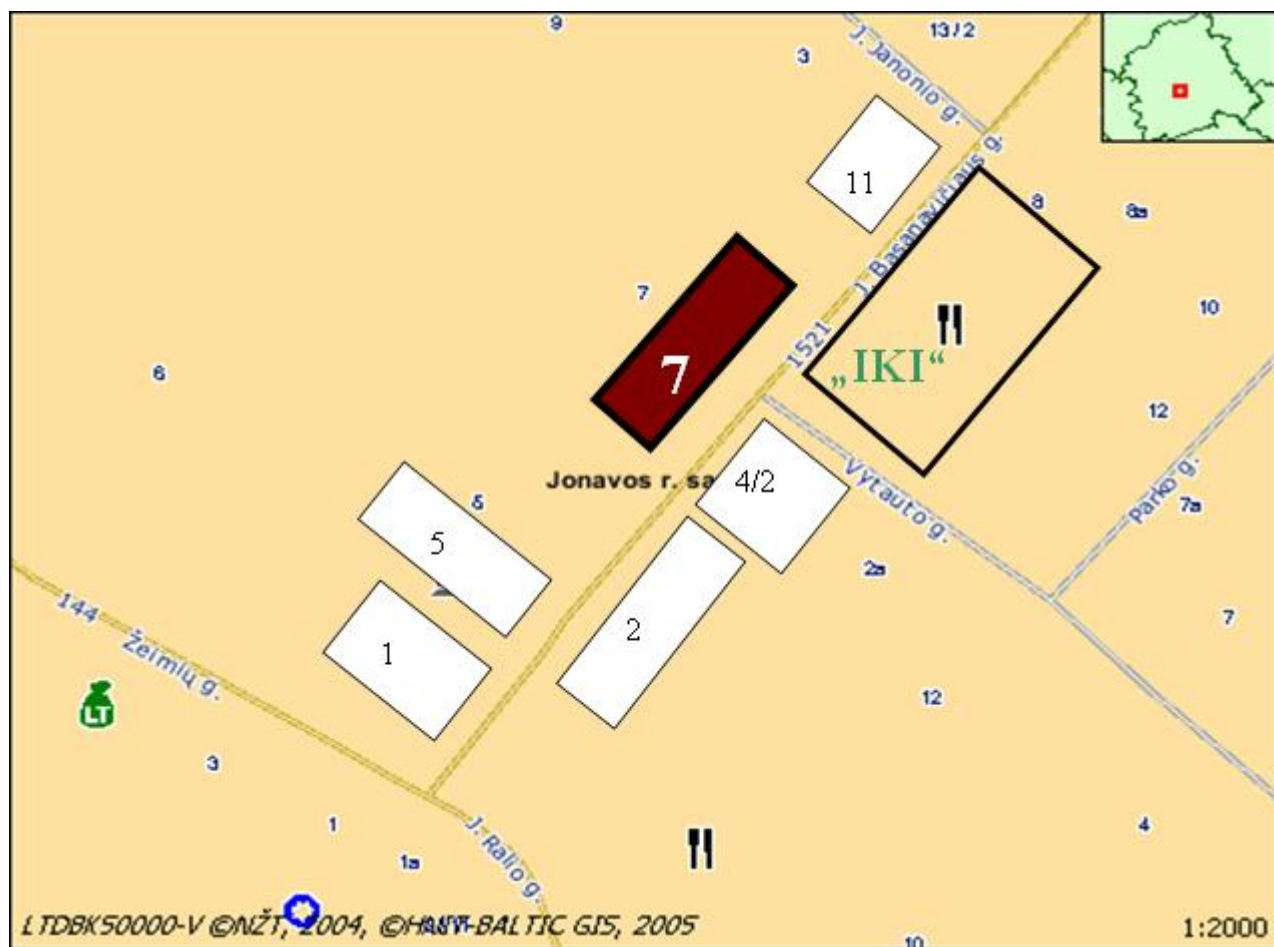 9
13/2
3
J. Janonio g.
11
J. Basanavičiaus g.
8
8a
7
10
1521
6
7
„IKI“
12
Jonavos r. sa
4/2
Vytauto g.
Parko g.
7a
5
2a
144
Žeimių g.
1
2
7
12
3
1
1a
J. Ralio g.
4
LT
LTDBK50000-V ©NŽT, 2004, ©HNIT-BALTIC GIS, 2005
10
1:2000